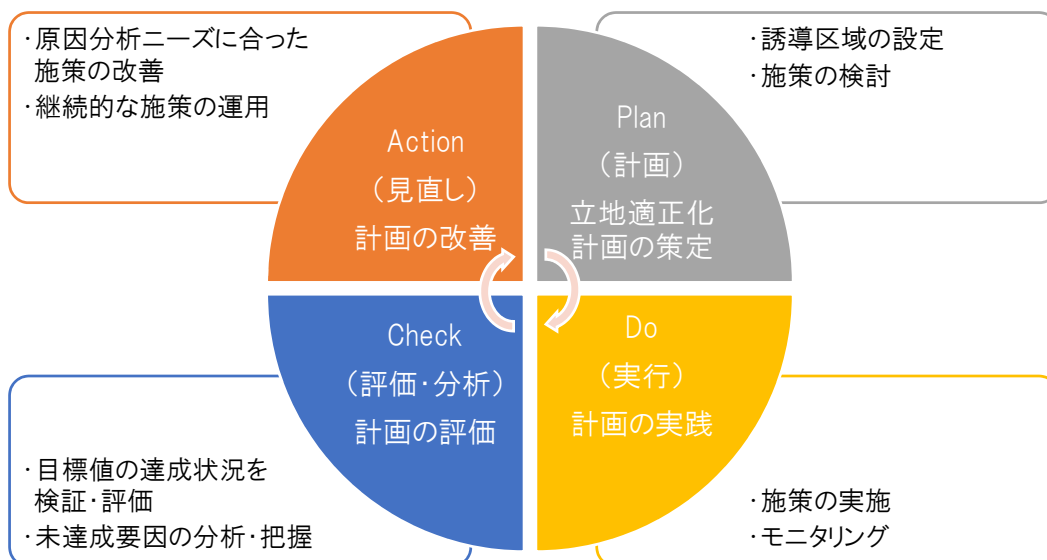 ・原因分析ニーズに合った
施策の改善
・継続的な施策の運用
・誘導区域の設定
・施策の検討
Action
（見直し）
計画の改善
Plan
（計画）
立地適正化
計画の策定
Check
（評価・分析）
計画の評価
Do
（実行）
計画の実践
・目標値の達成状況を
検証・評価
・未達成要因の分析・把握
・施策の実施
・モニタリング